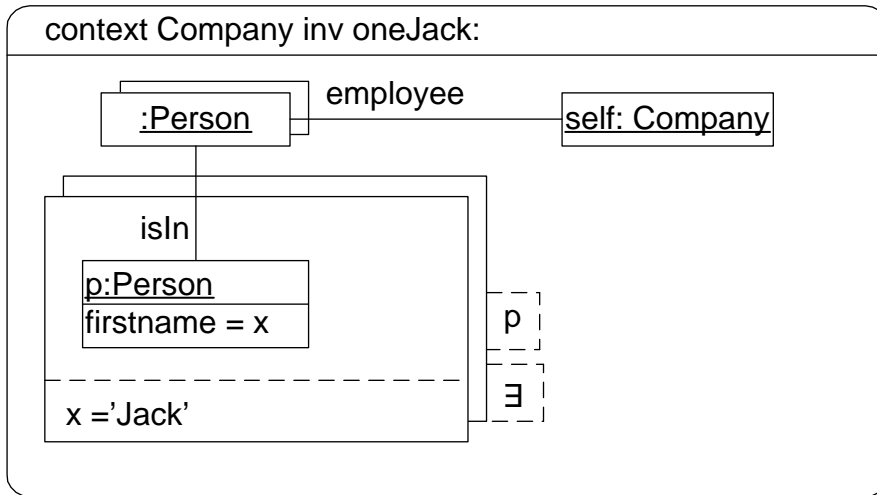 context Company inv oneJack:
employee
:Person
self: Company
isIn
p:Person
firstname = x
p
∃
x =’Jack’